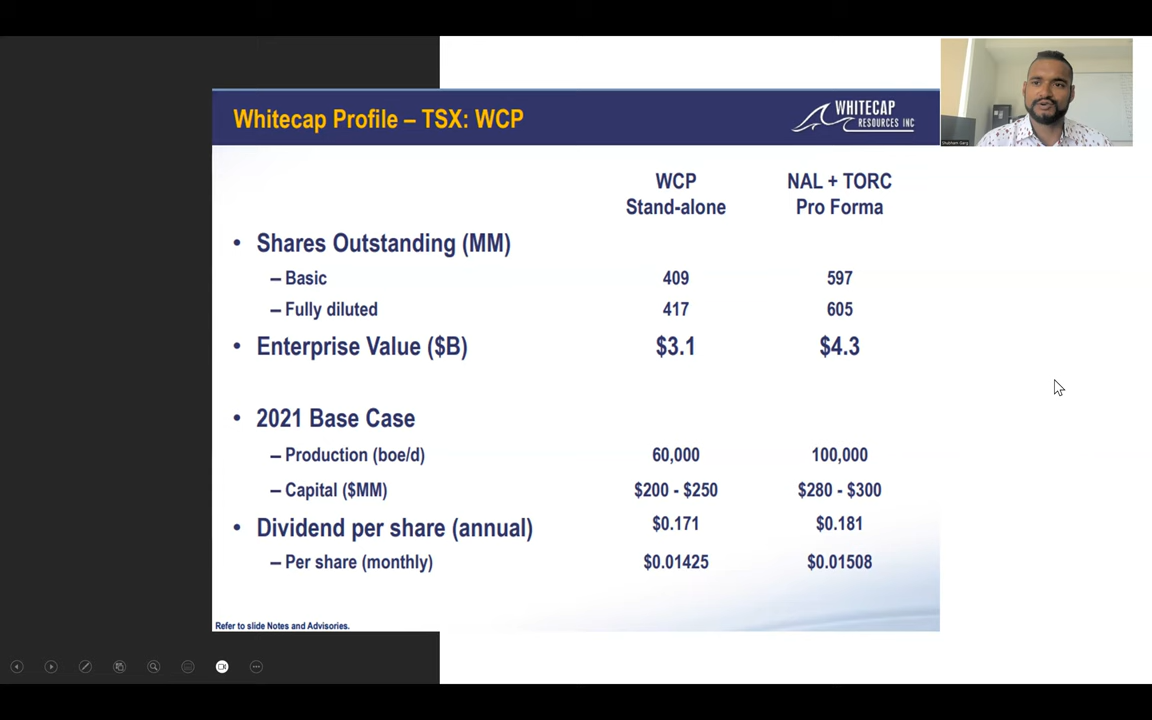 Whitecap Profile – TSX: WCP
WHITECAP
RESOURCES INC
WCP
Stand-alone
NAL + TORC
Pro Forma
• Shares Outstanding (MM)
– Basic 409 597
– Fully diluted 417 605
• Enterprise Value ($B) $3.1 $4.3
• 2021 Base Case
– Production (boe/d) 60,000 100,000
– Capital ($MM) $200 - $250 $280 - $300
• Dividend per share (annual) $0.171 $0.181
– Per share (monthly) $0.01425 $0.01508
Refer to slide Notes and Advisories.
Shubham Garg